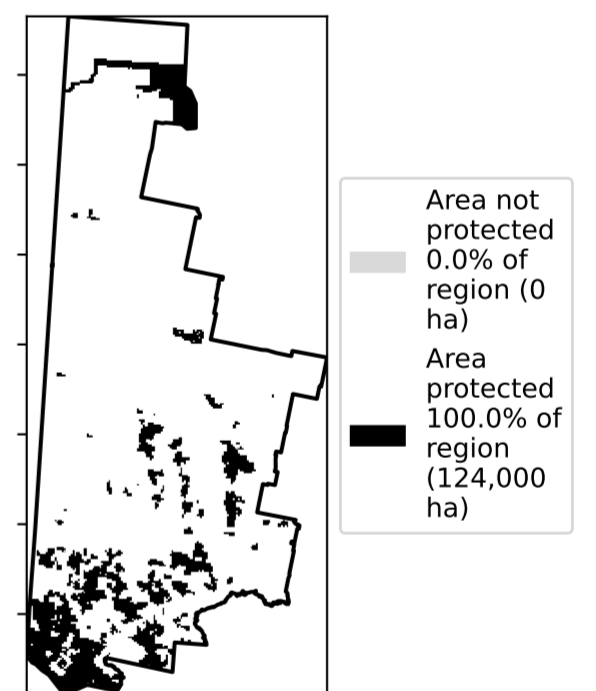 Area not
protected
0.0% of
region (0
ha)
Area
protected
100.0% of
region
(124,000
ha)